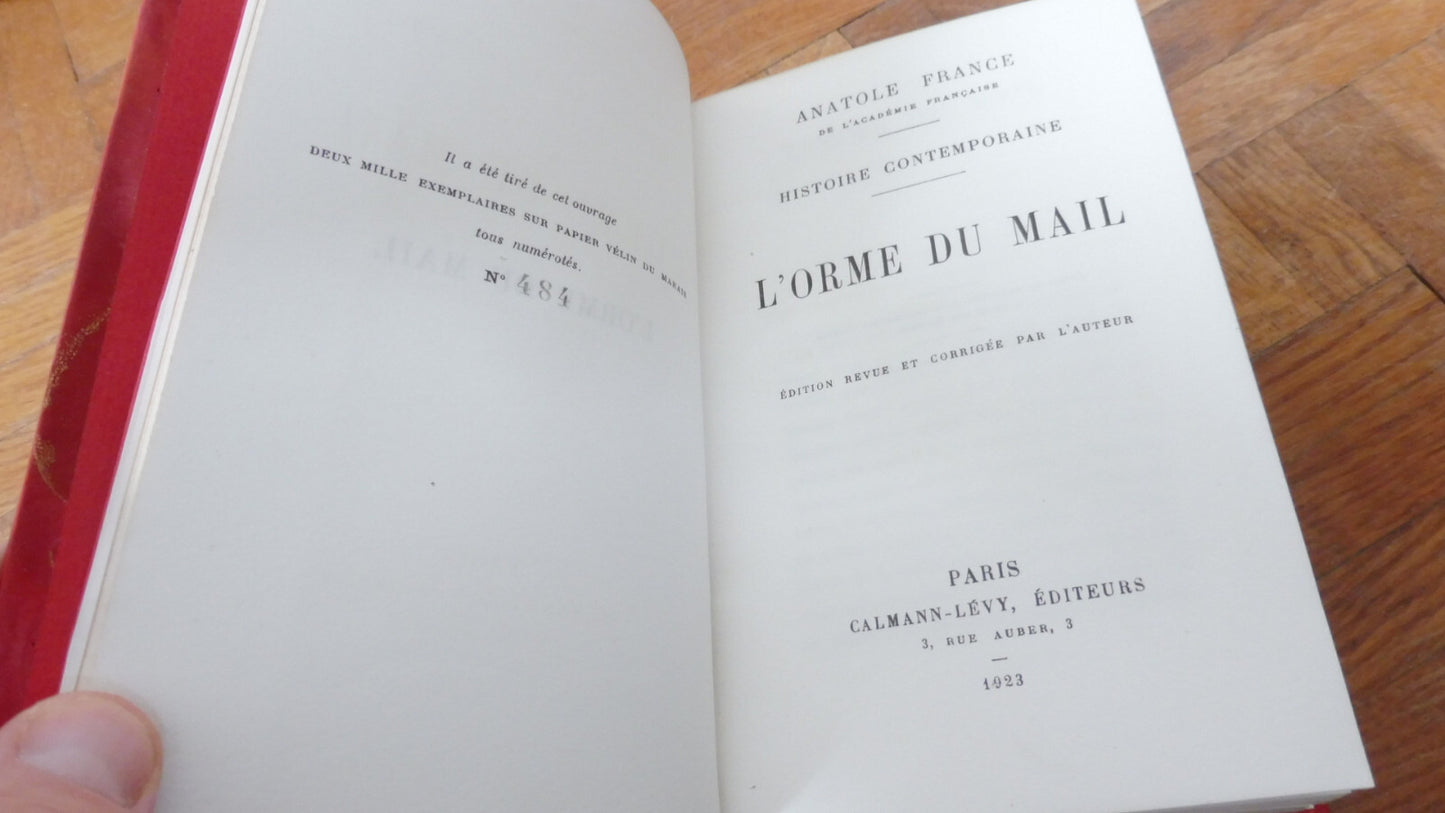 Il a été tiré de cet ouvrage
DEUX MILLE EXEMPLAIRES SUR PAPIER VÉLIN DU MARAIS
tous numérotés.
N° 484
ANATOLE FRANCE
DE L'ACADÉMIE FRANÇAISE
HISTOIRE CONTEMPORAINE
L'ORME DU MAIL
ÉDITION REVUE ET CORRIGÉE PAR L'AUTEUR
PARIS
CALMANN-LÉVY, ÉDITEURS
3, RUE AUBER, 3
1923